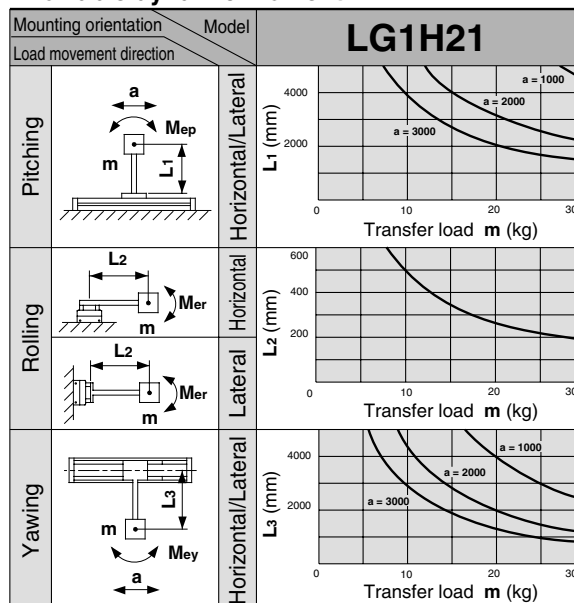 Mounting orientation
Model
Load movement direction
LG1H21
Pitching
a
Mep
m
L1
Horizontal/Lateral
L1 (mm)
4000
2000
a = 1000
a = 2000
a = 3000
0
10
20
30
Transfer load m (kg)
Rolling
L2
Mer
m
Horizontal
L2
Mer
m
Lateral
L2 (mm)
600
400
200
0
10
20
30
Transfer load m (kg)
Yawing
L3
m
Mey
a
Horizontal/Lateral
L3 (mm)
4000
2000
a = 1000
a = 2000
a = 3000
0
10
20
30
Transfer load m (kg)